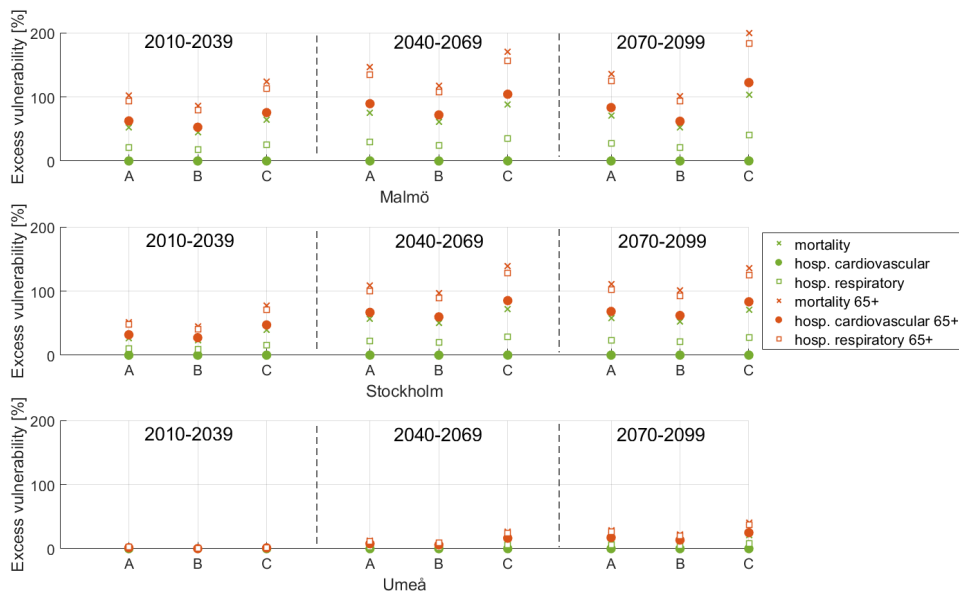 Excess vulnerability [%]
200
100
0
2010-2039
2040-2069
2070-2099
A B C A B C A B C
Malmö
Excess vulnerability [%]
200
100
0
2010-2039
2040-2069
2070-2099
A B C A B C A B C
Stockholm
mortality
hosp. cardiovascular
hosp. respiratory
mortality 65+
hosp. cardiovascular 65+
hosp. respiratory 65+
Excess vulnerability [%]
200
100
0
2010-2039
2040-2069
2070-2099
A B C A B C A B C
Umeå